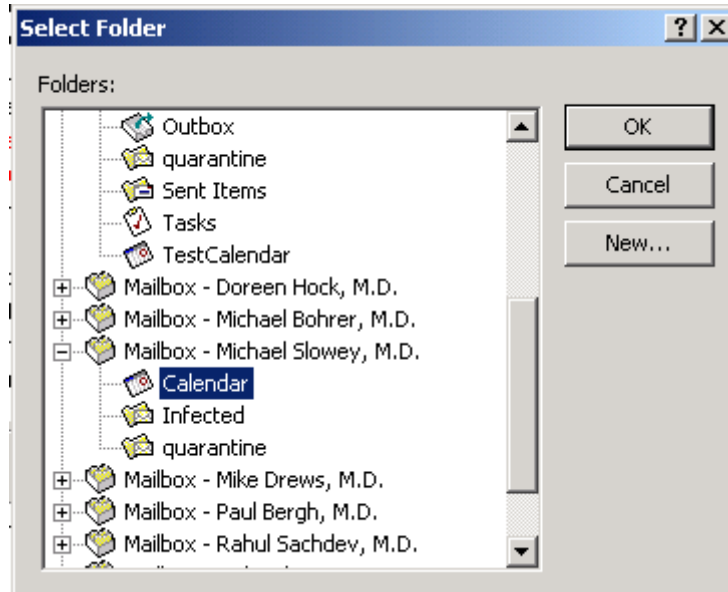 Select Folder
Folders:
Outbox
quarantine
Sent Items
Tasks
TestCalendar
Mailbox - Doreen Hock, M.D.
Mailbox - Michael Bohrer, M.D.
Mailbox - Michael Slowey, M.D.
Calendar
Infected
quarantine
Mailbox - Mike Drews, M.D.
Mailbox - Paul Bergh, M.D.
Mailbox - Rahul Sachdev, M.D.
OK
Cancel
New...